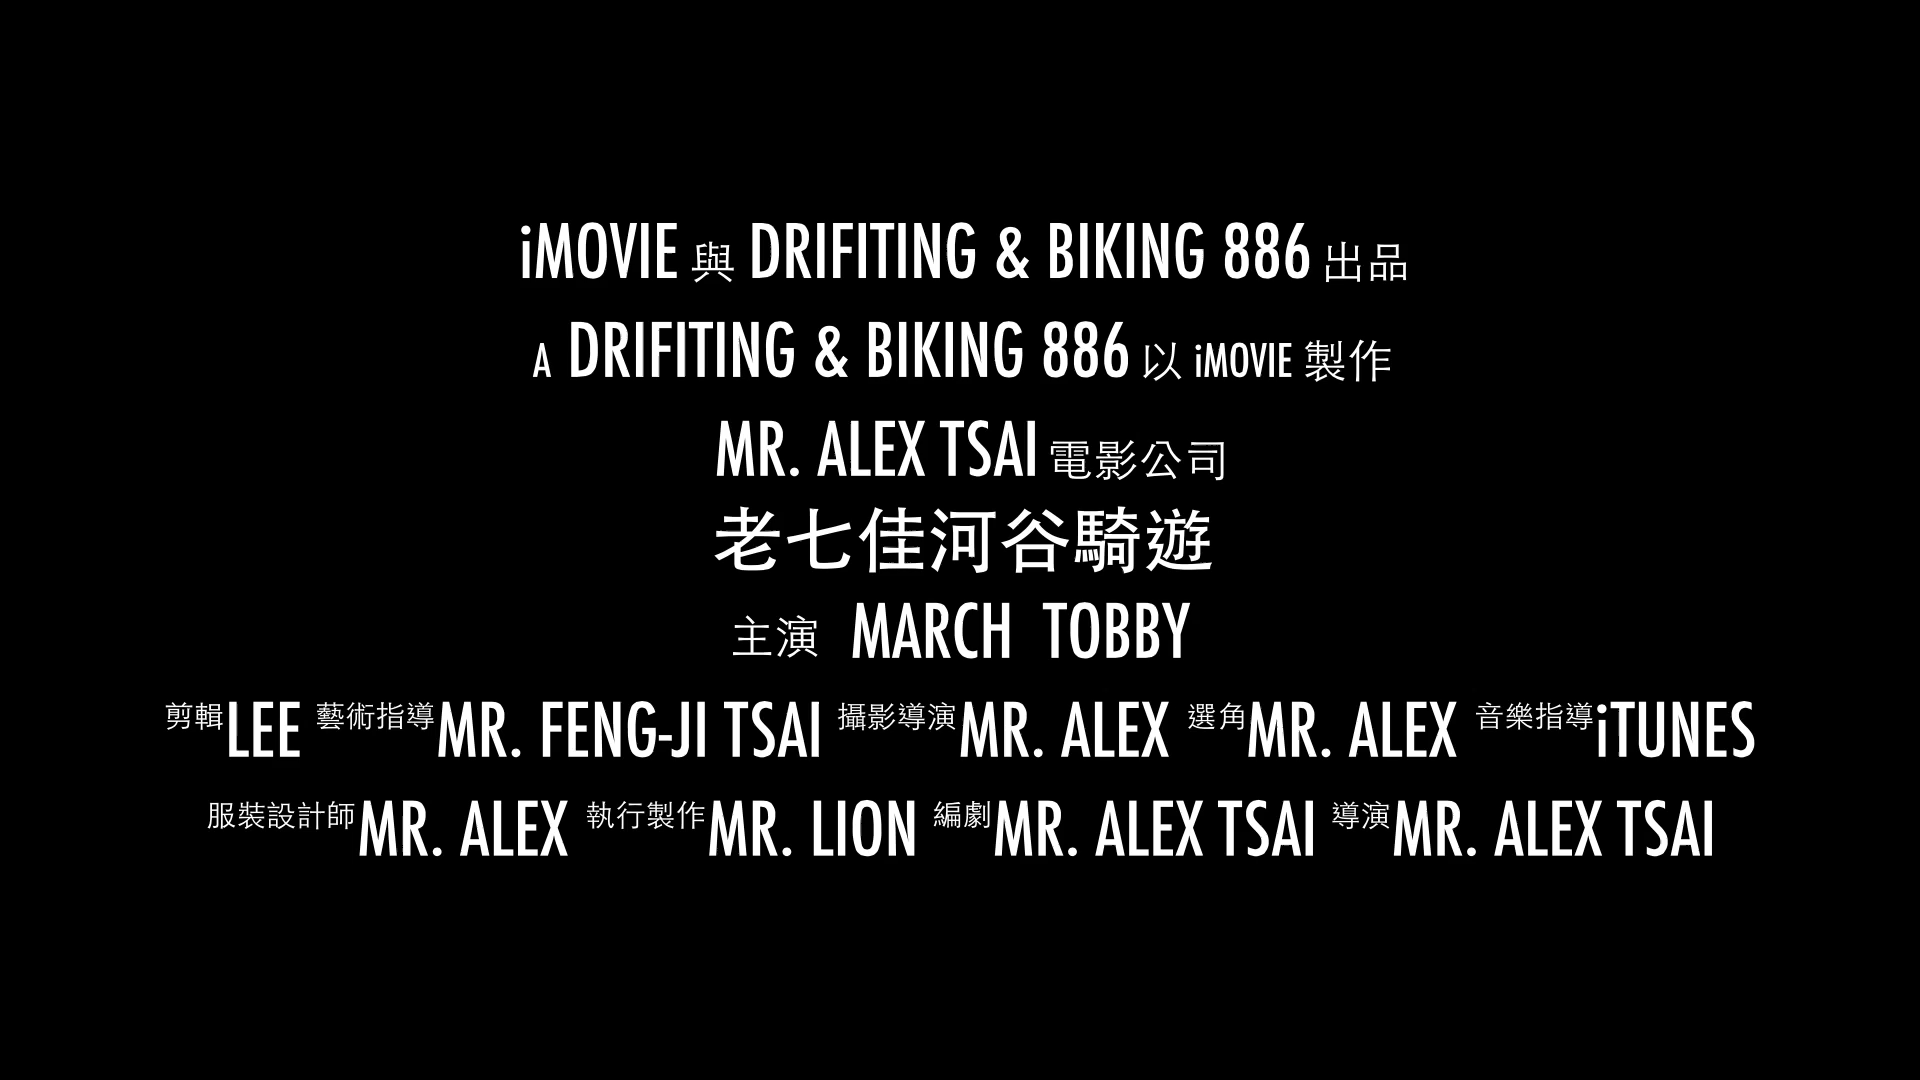 iMOVIE 與 DRIFITING & BIKING 886 出品
A DRIFITING & BIKING 886 以 iMOVIE 製作
MR. ALEX TSAI 電影公司
老七佳河谷騎遊
主演 MARCH TOBBY
剪輯LEE 藝術指導MR. FENG-JI TSAI 攝影導演MR. ALEX 選角MR. ALEX 音樂指導iTUNES
服裝設計師MR. ALEX 執行製作MR. LION 編劇MR. ALEX TSAI 導演MR. ALEX TSAI